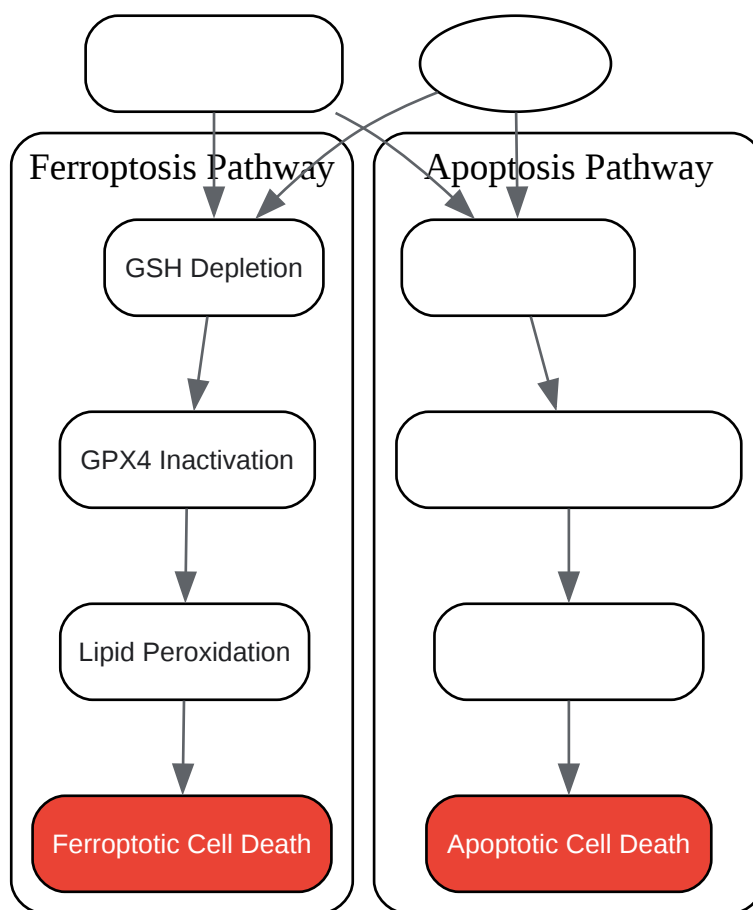 Ferroptosis Pathway
Apoptosis Pathway
GSH Depletion
GPX4 Inactivation
Lipid Peroxidation
Ferroptotic Cell Death
Apoptotic Cell Death